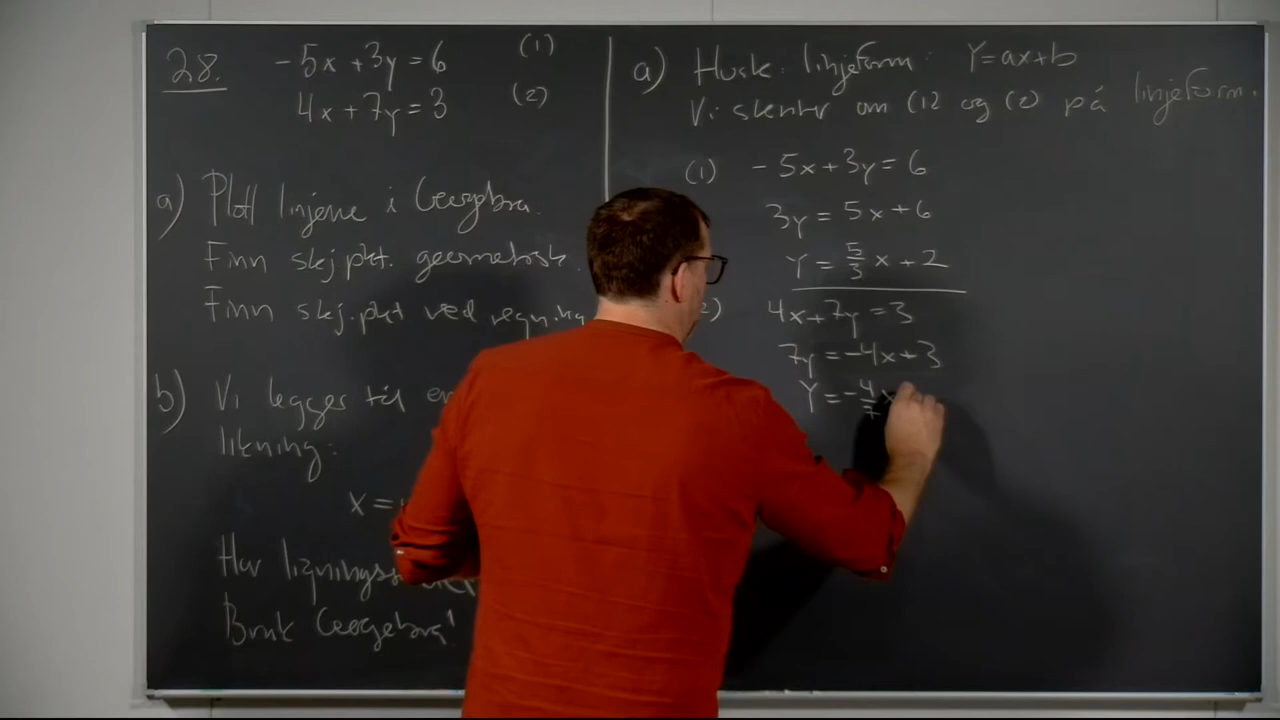 28. -5x + 3y = 6 (1)
4x + 7y = 3 (2)
a) Plott linjene i Geogebra.
Finn skj.pkt. geometrisk.
Finn skj.pkt ved regning
b) Vi legger til en
likning:
x =
Har ligningss
Bruk Geogebra!
a) Husk: linjeform: Y = ax + b
Vi skriver om (1) og (2) på linjeform.
(1) -5x + 3y = 6
3y = 5x + 6
Y = 5/3 x + 2
2) 4x + 7y = 3
7y = -4x + 3
Y = -4/7 x